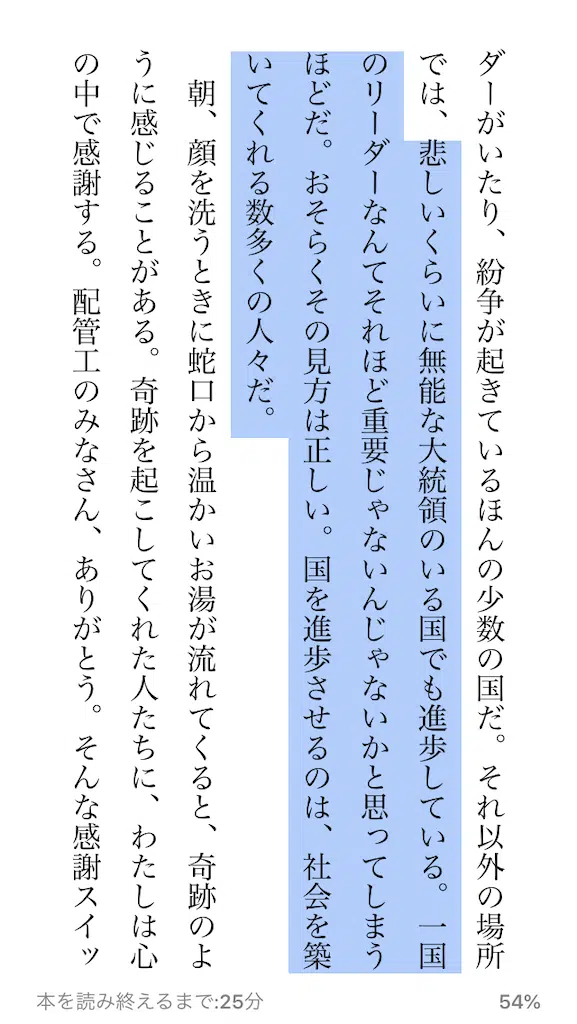 ダーがいたり、紛争が起きているほんの少数の国だ。それ以外の場所
では、悲しいくらいに無能な大統領のいる国でも進歩している。一国
のリーダーなんてそれほど重要じゃないんじゃないかと思ってしまう
ほどだ。おそらくその見方は正しい。国を進歩させるのは、社会を築
いてくれる数多くの人々だ。
朝、顔を洗うときに蛇口から温かいお湯が流れてくると、奇跡のよ
うに感じることがある。奇跡を起こしてくれた人たちに、わたしは心
の中で感謝する。配管工のみなさん、ありがとう。そんな感謝スイッ
本を読み終えるまで:25分
54%